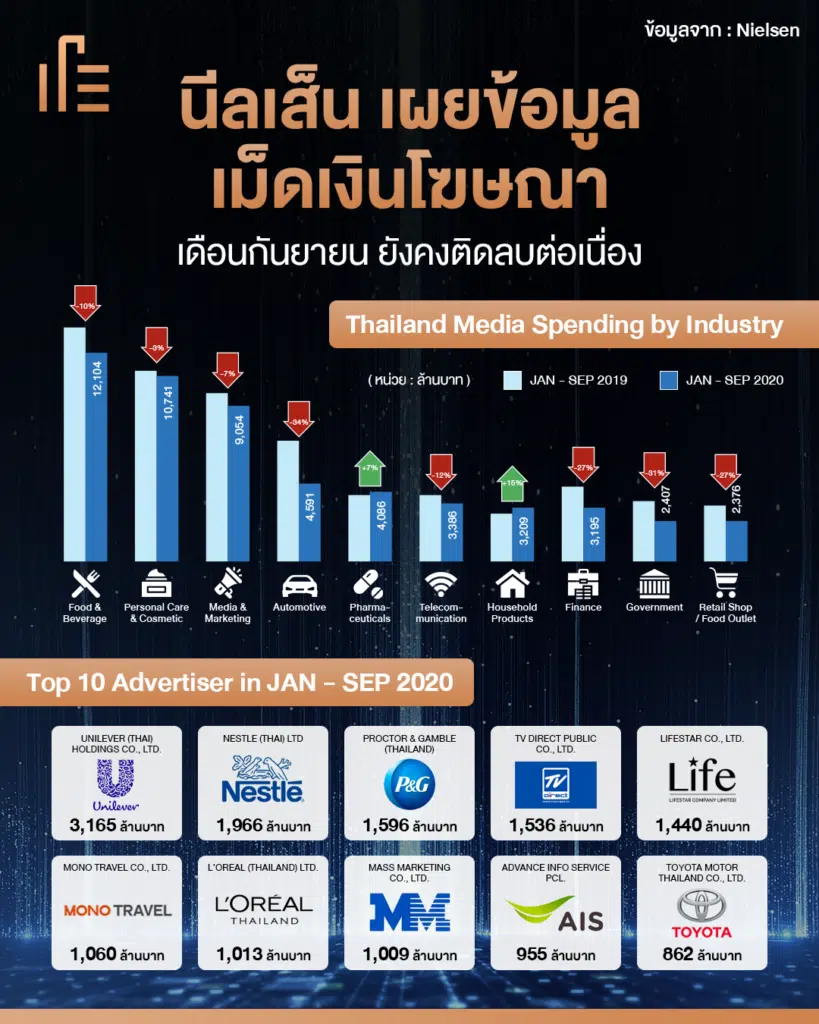 ข้อมูลจาก : Nielsen
นีลเส็น เผยข้อมูล
เม็ดเงินโฆษณา
เดือนกันยายน ยังคงติดลบต่อเนื่อง
Thailand Media Spending by Industry
( หน่วย : ล้านบาท ) JAN – SEP 2019 JAN – SEP 2020
-10% -3% -7% -34% +7% -12% +15% -27% -31% -27%
12,104 10,741 9,054 4,591 4,086 3,386 3,209 3,195 2,407 2,376
Food &
Beverage
Personal Care
& Cosmetic
Media &
Marketing
Automotive
Pharma-
ceuticals
Telecom-
munication
Household
Products
Finance
Government
Retail Shop
/ Food Outlet
Top 10 Advertiser in JAN – SEP 2020
UNILEVER (THAI)
HOLDINGS CO., LTD.
Unilever
3,165 ล้านบาท
NESTLE (THAI) LTD
Nestlé
1,966 ล้านบาท
PROCTOR & GAMBLE
(THAILAND)
P&G
1,596 ล้านบาท
TV DIRECT PUBLIC
CO., LTD.
TV
Direct
1,536 ล้านบาท
LIFESTAR CO., LTD.
Life
LIFESTAR COMPANY LIMITED
1,440 ล้านบาท
MONO TRAVEL CO., LTD.
MONO TRAVEL
1,060 ล้านบาท
L'OREAL (THAILAND) LTD.
L'ORÉAL
THAILAND
1,013 ล้านบาท
MASS MARKETING
CO., LTD.
MM
1,009 ล้านบาท
ADVANCE INFO SERVICE
PCL.
AIS
955 ล้านบาท
TOYOTA MOTOR
THAILAND CO., LTD.
TOYOTA
862 ล้านบาท